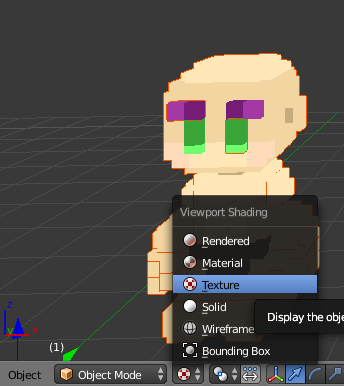 Viewport Shading
Rendered
Material
Texture
Solid
Wireframe
Bounding Box
Display the obje
z
y
x
(1)
Object
Object Mode